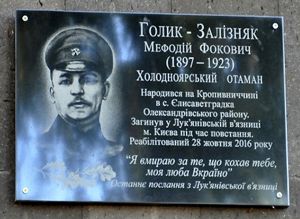 Голик - Залізняк
Мефодій Фокович
(1897 – 1923)
Холодноярський отаман
Народився на Кропивниччині
в с. Єлисаветградка
Олександрівського району.
Загинув у Лук'янівській в'язниці
м. Києва під час повстання.
Реабілітований 28 жовтня 2016 року
"Я вмираю за те, що кохав тебе,
моя люба Вкраїно"
Останнє послання з Лук'янівської в'язниці